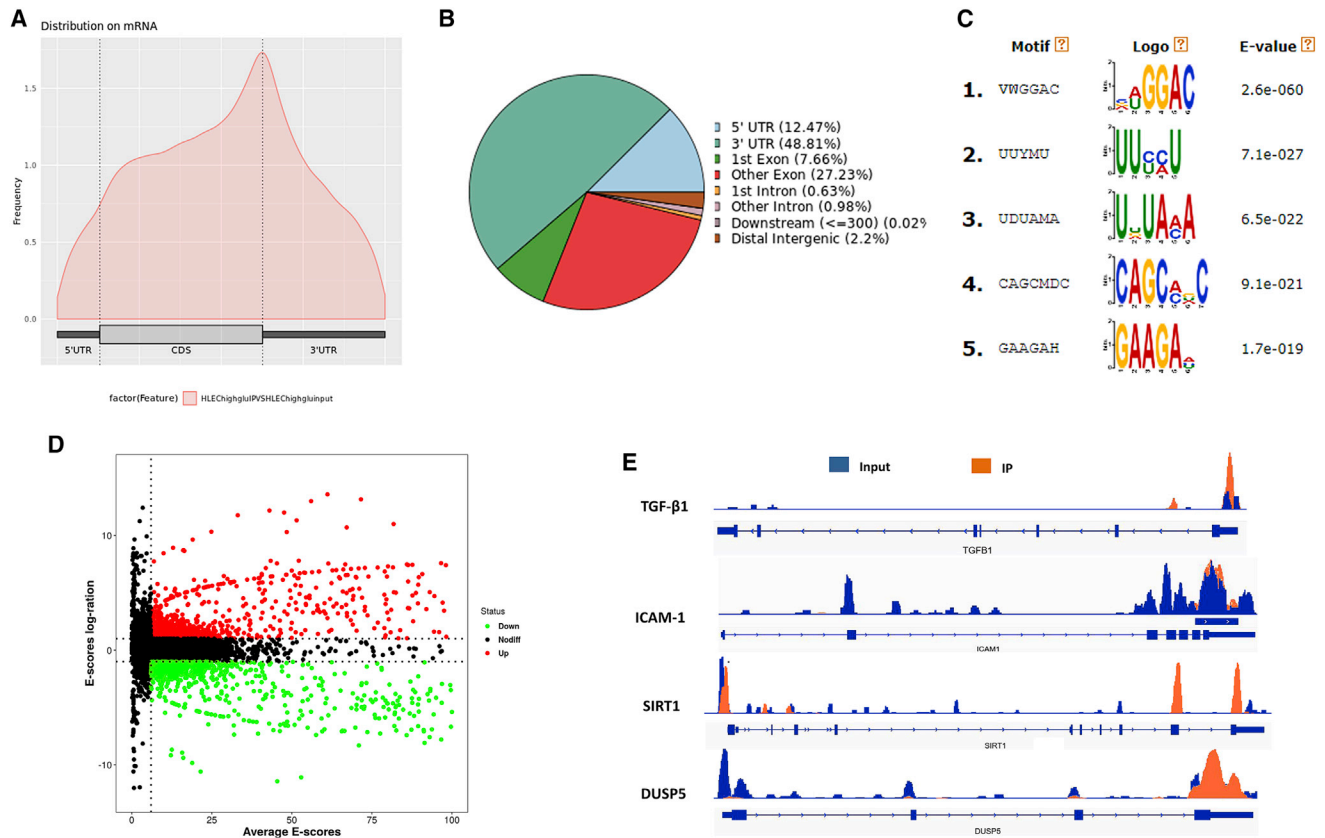 A
Distribution on mRNA
Frequency
1.5
1.0
0.5
0.0
5'UTR
CDS
3'UTR
factor(Feature)
HLEChighgluIPVSHLEChighgluinput
B
5' UTR (12.47%)
3' UTR (48.81%)
1st Exon (7.66%)
Other Exon (27.23%)
1st Intron (0.63%)
Other Intron (0.98%)
Downstream (<=300) (0.02%
Distal Intergenic (2.2%)
C
Motif ? Logo ? E-value ?
1. VWGGAC 2.6e-060
2. UUYMU 7.1e-027
3. UDUAMA 6.5e-022
4. CAGCMDC 9.1e-021
5. GAAGAH 1.7e-019
D
E-scores log-ration
10
0
-10
0 25 50 75 100
Average E-scores
Status
Down
Nodiff
Up
E
Input
IP
TGF-β1
TGFB1
ICAM-1
ICAM1
SIRT1
SIRT1
DUSP5
DUSP5